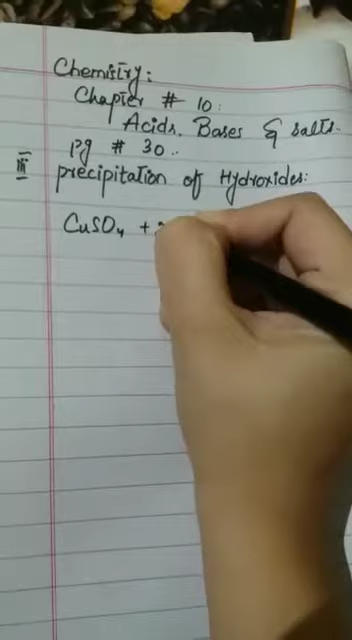 Chemistry:
Chapter # 10:
Acids, Bases & salts.
Pg # 30..
III precipitation of Hydroxides:
CuSO₄ +